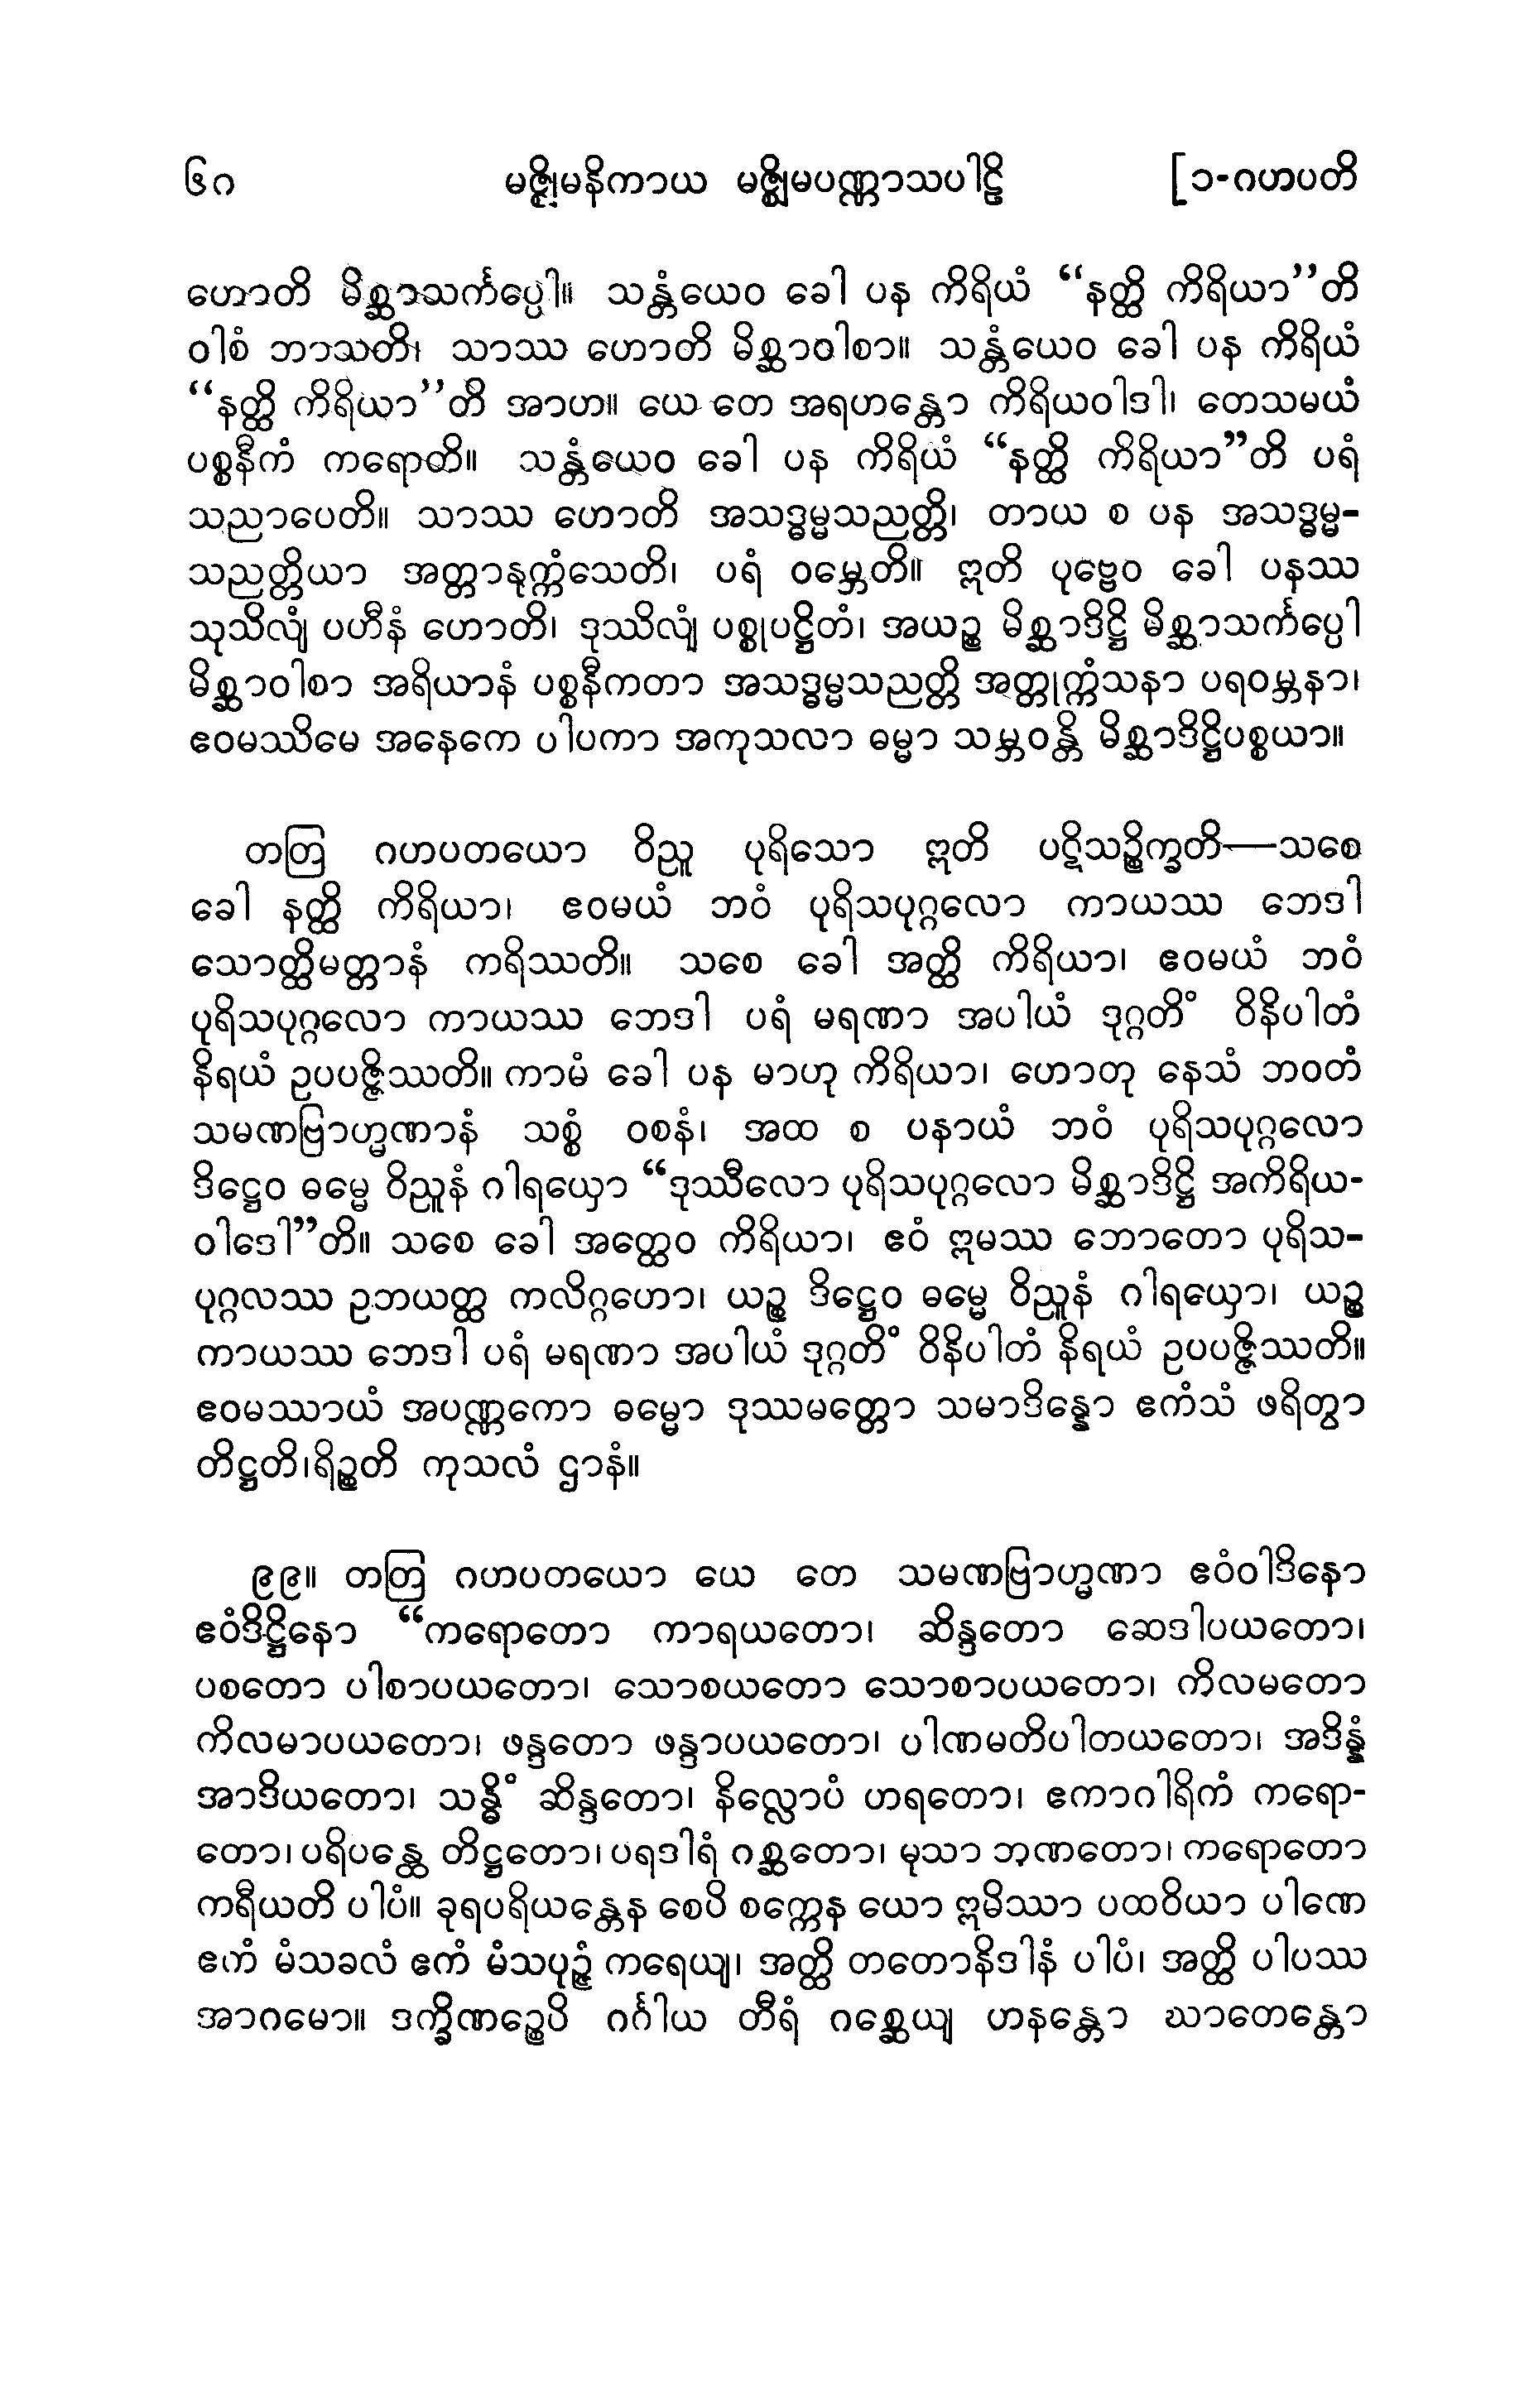 ၆ဂ မဇ္ဈိမနိကာယ မဇ္ဈိမပဏ္ဏာသပါဠိ [၁-ဂဟပတိ
ဟောတိ မိစ္ဆာသင်္ကပ္ပေါ။ သန္တံယေဝ ခေါ ပန ကိရိယံ “နတ္ထိ ကိရိယာ”တိ
ဝါစံ ဘာသတိ၊ သာဿ ဟောတိ မိစ္ဆာဝါစာ။ သန္တံယေဝ ခေါ ပန ကိရိယံ
“နတ္ထိ ကိရိယာ”တိ အာဟ။ ယေ တေ အရဟန္တော ကိရိယဝါဒါ၊ တေသမယံ
ပစ္စနီကံ ကရောတိ။ သန္တံယေဝ ခေါ ပန ကိရိယံ “နတ္ထိ ကိရိယာ”တိ ပရံ
သညာပေတိ။ သာဿ ဟောတိ အသဒ္ဓမ္မသညတ္တိ၊ တာယ စ ပန အသဒ္ဓမ္မ-
သညတ္တိယာ အတ္တာနုက္ကံသေတိ၊ ပရံ ဝမ္ဘေတိ။ ဣတိ ပုဗ္ဗေဝ ခေါ ပနဿ
သုသိလျံ ပဟီနံ ဟောတိ၊ ဒုဿိလျံ ပစ္စုပဋ္ဌိတံ၊ အယဉ္စ မိစ္ဆာဒိဋ္ဌိ မိစ္ဆာသင်္ကပ္ပေါ
မိစ္ဆာဝါစာ အရိယာနံ ပစ္စနီကတာ အသဒ္ဓမ္မသညတ္တိ အတ္တုက္ကံသနာ ပရဝမ္ဘနာ၊
ဧဝမဿိမေ အနေကေ ပါပကာ အကုသလာ ဓမ္မာ သမ္ဘဝန္တိ မိစ္ဆာဒိဋ္ဌိပစ္စယာ။
တတြ ဂဟပတယော ဝိညူ ပုရိသော ဣတိ ပဋိသဉ္စိက္ခတိ—သစေ
ခေါ နတ္ထိ ကိရိယာ၊ ဧဝမယံ ဘဝံ ပုရိသပုဂ္ဂလော ကာယဿ ဘေဒါ
သောတ္ထိမတ္တာနံ ကရိဿတိ။ သစေ ခေါ အတ္ထိ ကိရိယာ၊ ဧဝမယံ ဘဝံ
ပုရိသပုဂ္ဂလော ကာယဿ ဘေဒါ ပရံ မရဏာ အပါယံ ဒုဂ္ဂတိံ ဝိနိပါတံ
နိရယံ ဥပပဇ္ဇိဿတိ။ ကာမံ ခေါ ပန မာဟု ကိရိယာ၊ ဟောတု နေသံ ဘဝတံ
သမဏဗြာဟ္မဏာနံ သစ္စံ ဝစနံ၊ အထ စ ပနာယံ ဘဝံ ပုရိသပုဂ္ဂလော
ဒိဋ္ဌေဝ ဓမ္မေ ဝိညူနံ ဂါရယှော “ဒုဿီလော ပုရိသပုဂ္ဂလော မိစ္ဆာဒိဋ္ဌိ အကိရိယ-
ဝါဒေါ”တိ။ သစေ ခေါ အတ္ထေဝ ကိရိယာ၊ ဧဝံ ဣမဿ ဘောတော ပုရိသ-
ပုဂ္ဂလဿ ဥဘယတ္ထ ကလိဂ္ဂဟော၊ ယဉ္စ ဒိဋ္ဌေဝ ဓမ္မေ ဝိညူနံ ဂါရယှော၊ ယဉ္စ
ကာယဿ ဘေဒါ ပရံ မရဏာ အပါယံ ဒုဂ္ဂတိံ ဝိနိပါတံ နိရယံ ဥပပဇ္ဇိဿတိ။
ဧဝမဿာယံ အပဏ္ဏကော ဓမ္မော ဒုဿမတ္တော သမာဒိန္နော ဧကံသံ ဖရိတွာ
တိဋ္ဌတိ၊ရိဉ္စတိ ကုသလံ ဌာနံ။
၉၉။ တတြ ဂဟပတယော ယေ တေ သမဏဗြာဟ္မဏာ ဧဝံဝါဒိနော
ဧဝံဒိဋ္ဌိနော “ကရောတော ကာရယတော၊ ဆိန္ဒတော ဆေဒါပယတော၊
ပစတော ပါစာပယတော၊ သောစယတော သောစာပယတော၊ ကိလမတော
ကိလမာပယတော၊ ဖန္ဒတော ဖန္ဒာပယတော၊ ပါဏမတိပါတယတော၊ အဒိန္နံ
အာဒိယတော၊ သန္ဓိံ ဆိန္ဒတော၊ နိလ္လောပံ ဟရတော၊ ဧကာဂါရိကံ ကရော-
တော၊ ပရိပန္ထေ တိဋ္ဌတော၊ ပရဒါရံ ဂစ္ဆတော၊ မုသာ ဘဏတော၊ ကရောတော
ကရီယတိ ပါပံ။ ခုရပရိယန္တေန စေပိ စက္ကေန ယော ဣမိဿာ ပထဝိယာ ပါဏေ
ဧကံ မံသခလံ ဧကံ မံသပုဉ္ဇံ ကရေယျ၊ အတ္ထိ တတောနိဒါနံ ပါပံ၊ အတ္ထိ ပါပဿ
အာဂမော။ ဒက္ခိဏဉ္စေပိ ဂင်္ဂါယ တီရံ ဂစ္ဆေယျ ဟနန္တော ဃာတေန္တော